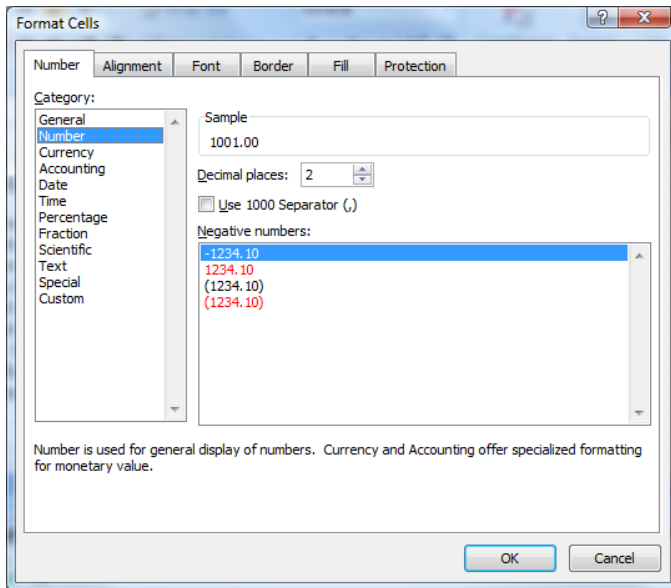 Format Cells
?
X
Number Alignment Font Border Fill Protection
Category:
General
Number
Currency
Accounting
Date
Time
Percentage
Fraction
Scientific
Text
Special
Custom
Sample
1001.00
Decimal places: 2
Use 1000 Separator (,)
Negative numbers:
-1234.10
1234.10
(1234.10)
(1234.10)
Number is used for general display of numbers.  Currency and Accounting offer specialized formatting
for monetary value.
OK Cancel